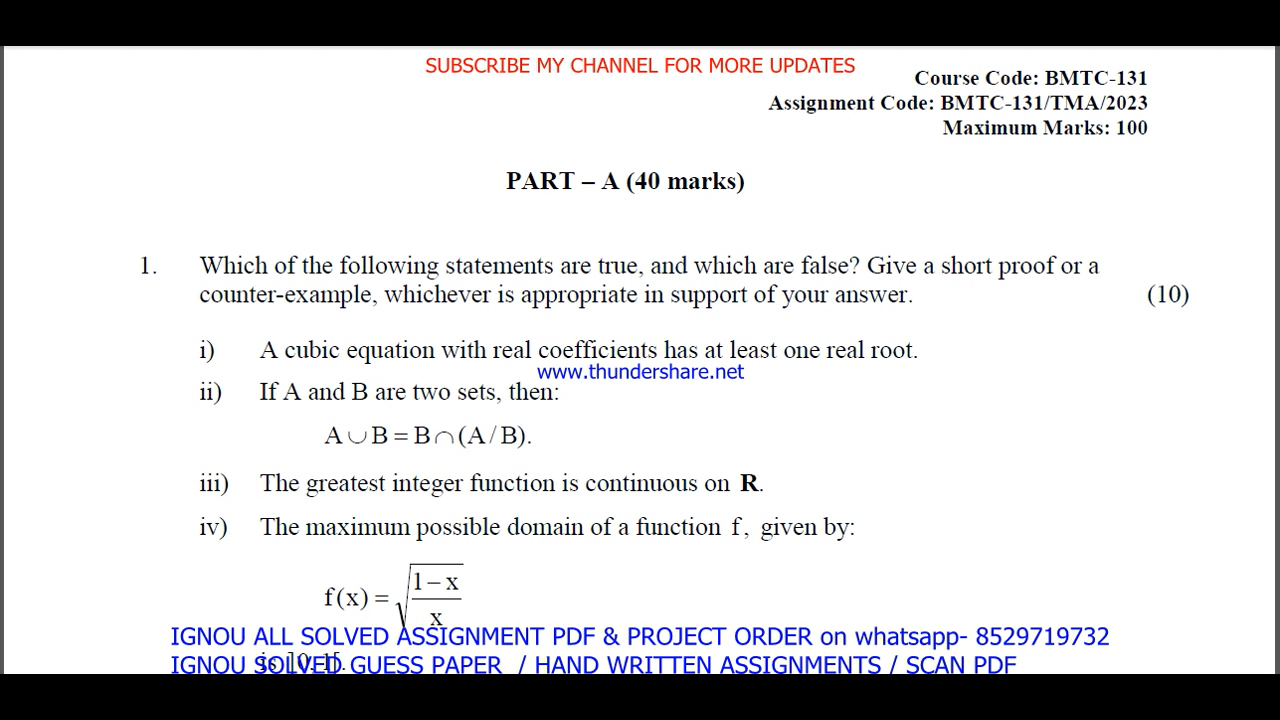 SUBSCRIBE MY CHANNEL FOR MORE UPDATES
Course Code: BMTC-131
Assignment Code: BMTC-131/TMA/2023
Maximum Marks: 100
PART – A (40 marks)
1. Which of the following statements are true, and which are false? Give a short proof or a
counter-example, whichever is appropriate in support of your answer. (10)
i) A cubic equation with real coefficients has at least one real root.
www.thundershare.net
ii) If A and B are two sets, then:
A ∪ B = B ∩ (A / B).
iii) The greatest integer function is continuous on R.
iv) The maximum possible domain of a function f, given by:
f(x) = √((1 – x)/x)
IGNOU ALL SOLVED ASSIGNMENT PDF & PROJECT ORDER on whatsapp- 8529719732
IGNOU SOLVED GUESS PAPER / HAND WRITTEN ASSIGNMENTS / SCAN PDF